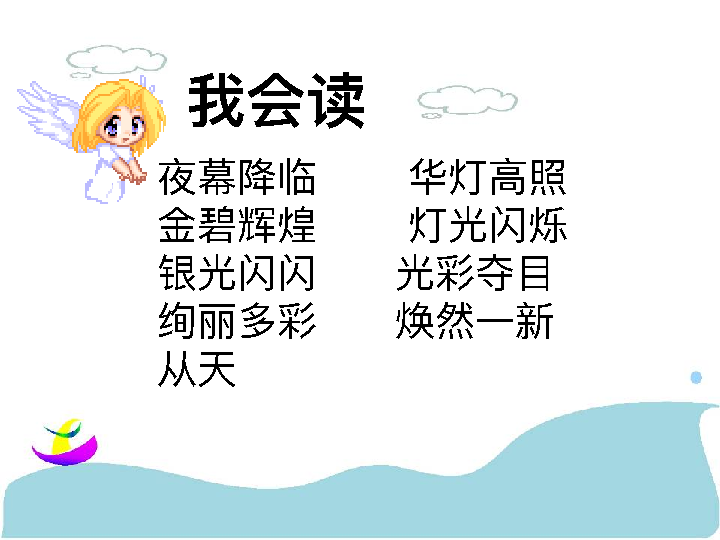 我会读
夜幕降临 华灯高照
金碧辉煌 灯光闪烁
银光闪闪 光彩夺目
绚丽多彩 焕然一新
从天